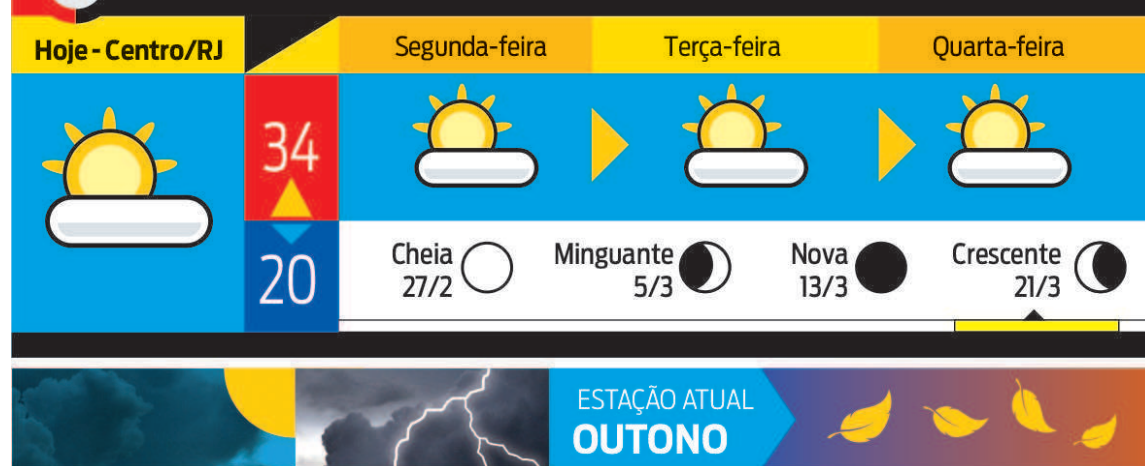 Hoje - Centro/RJ
Segunda-feira
Terça-feira
Quarta-feira
34
20
Cheia
27/2
Minguante
5/3
Nova
13/3
Crescente
21/3
ESTAÇÃO ATUAL
OUTONO